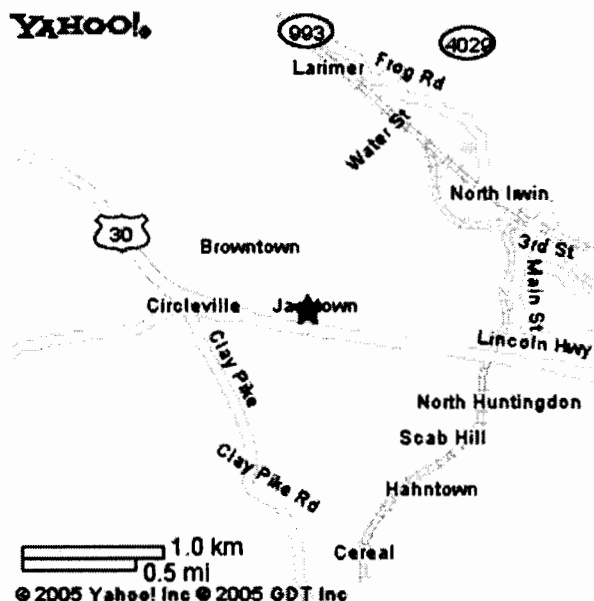 YAHOO!
993
4029
Larimer
Frog Rd
Water St
North Irwin
30
3rd St
Browntown
Main St
Circleville
Lincoln Hwy
Clay Pike
North Huntingdon
Scab Hill
Clay Pike Rd
Hahntown
1.0 km
Cereal
0.5 mi
© 2005 Yahoo! Inc © 2005 GDT Inc